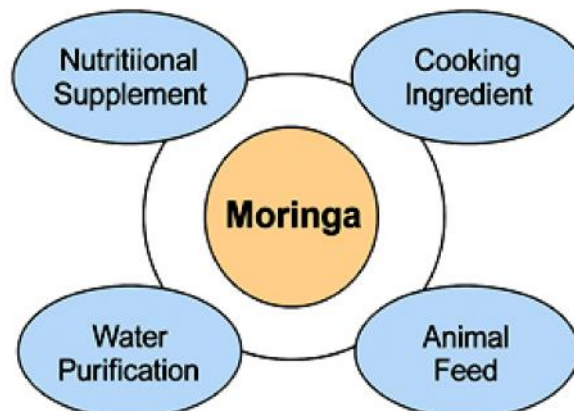 Nutritiional
Supplement
Cooking
Ingredient
Moringa
Water
Purification
Animal
Feed